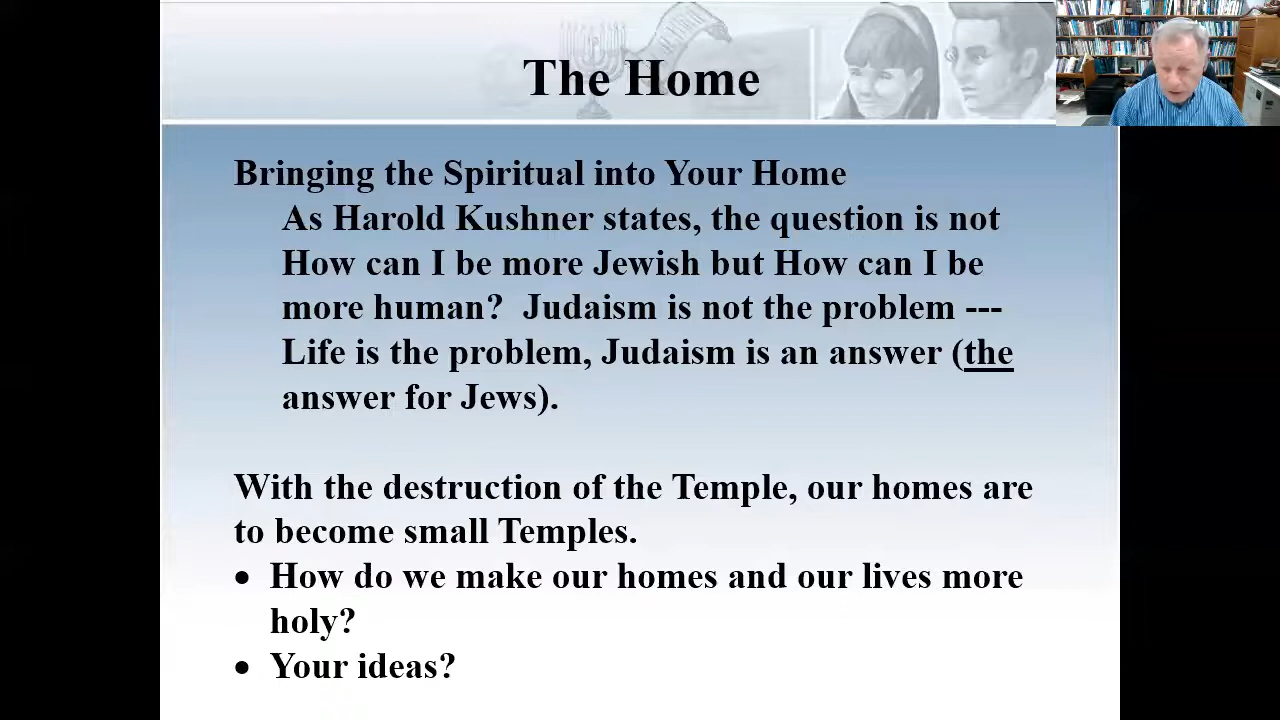 The Home
Bringing the Spiritual into Your Home
As Harold Kushner states, the question is not
How can I be more Jewish but How can I be
more human?  Judaism is not the problem ---
Life is the problem, Judaism is an answer (the
answer for Jews).
With the destruction of the Temple, our homes are
to become small Temples.
• How do we make our homes and our lives more
holy?
• Your ideas?